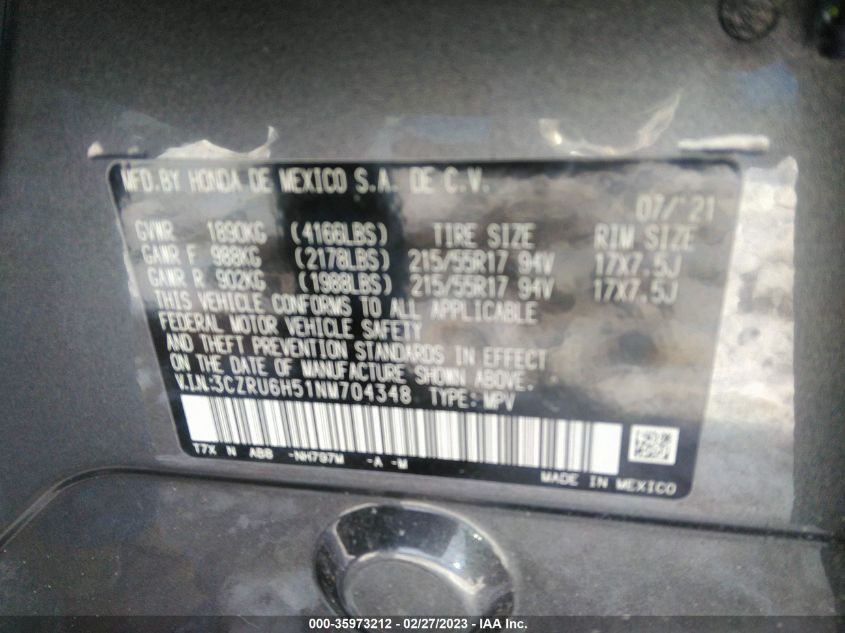 MFD.BY HONDA DE MEXICO S.A. DE C.V.
07/'21
GVWR 1890KG (4166LBS) TIRE SIZE RIM SIZE
GAWR F 988KG (2178LBS) 215/55R17 94V 17X7.5J
GAWR R 902KG (1988LBS) 215/55R17 94V 17X7.5J
THIS VEHICLE CONFORMS TO ALL APPLICABLE
FEDERAL MOTOR VEHICLE SAFETY
AND THEFT PREVENTION STANDARDS IN EFFECT
ON THE DATE OF MANUFACTURE SHOWN ABOVE.
V.I.N:3CZRU6H51NM704348 TYPE: MPV
T7X N ABB -NH797M -A -M
MADE IN MEXICO
000-35973212 - 02/27/2023 - IAA Inc.